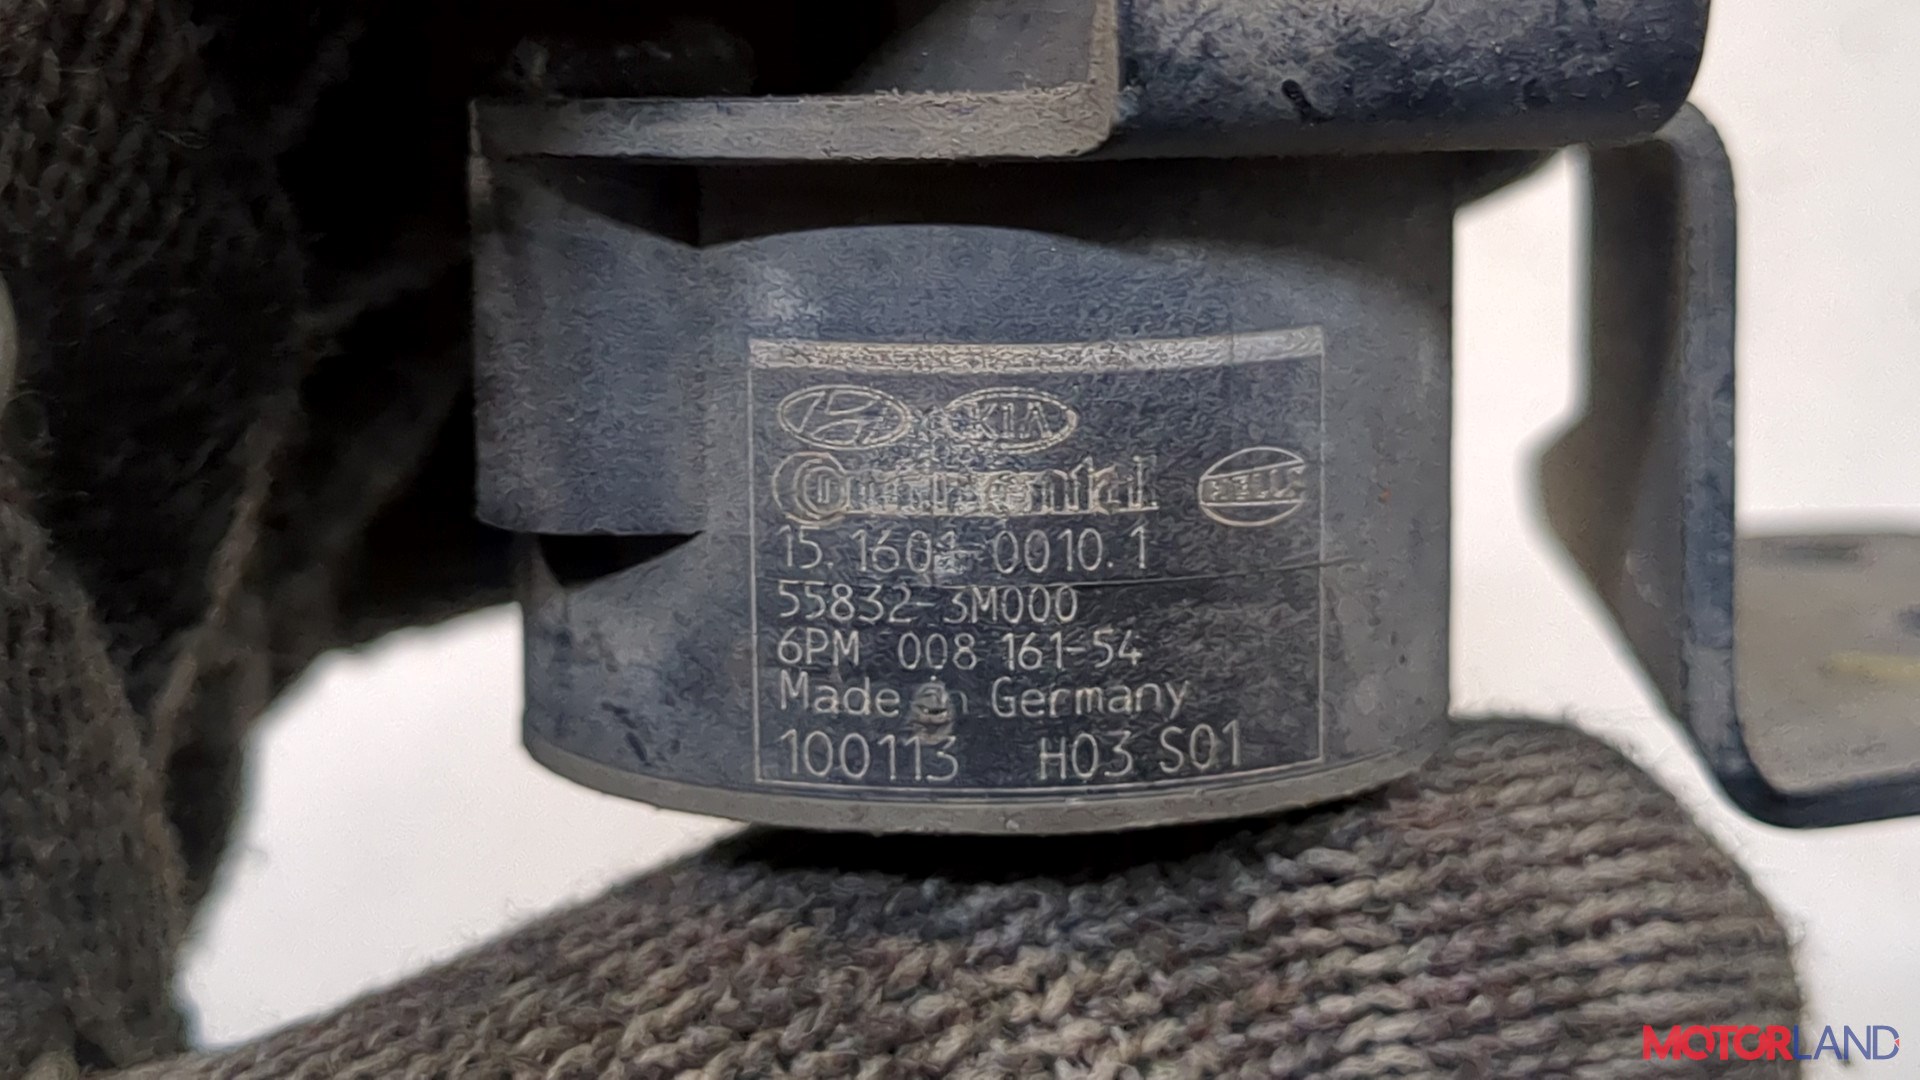 KIA
Continental
HELLA
15.1601-0010.1
55832-3M000
6PM 008 161-54
Made in Germany
100113 H03 S01
MOTORLAND